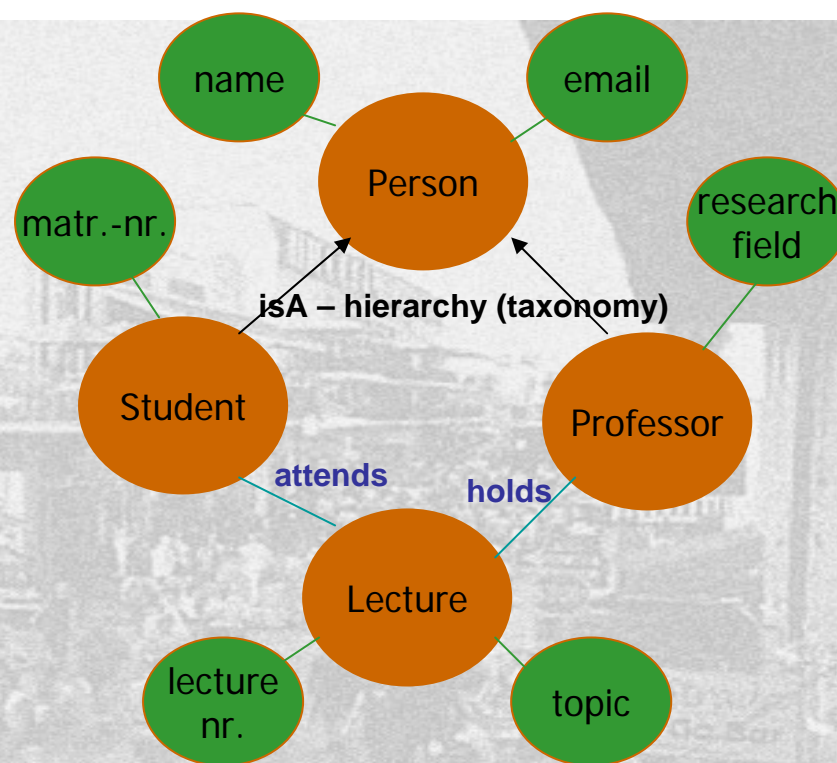 name
email
Person
matr.-nr.
research
field
isA – hierarchy (taxonomy)
Student
Professor
attends
holds
Lecture
lecture
nr.
topic